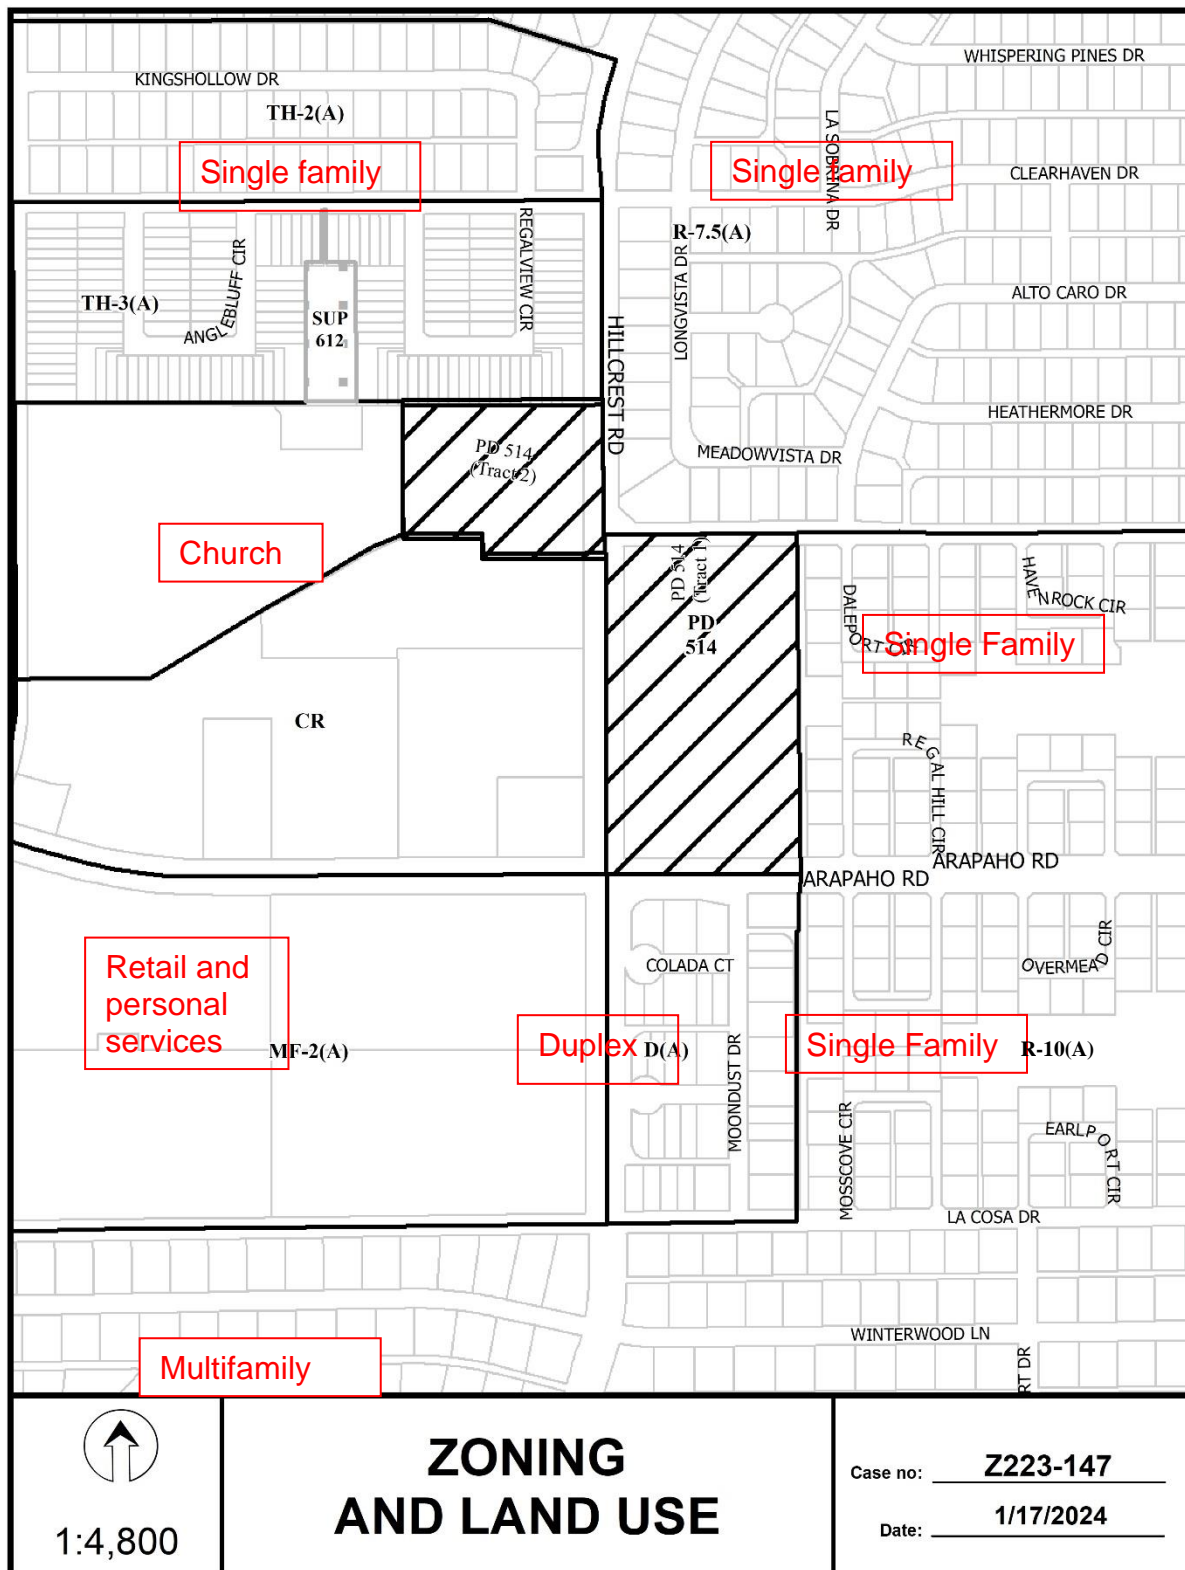 WHISPERING PINES DR
KINGSHOLLOW DR
TH-2(A)
LA SOBRINA DR
Single family
Single family
CLEARHAVEN DR
REGALVIEW CIR
R-7.5(A)
ANGLEBLUFF CIR
LONGVISTA DR
TH-3(A)
SUP
612
ALTO CARO DR
HILLCREST RD
HEATHERMORE DR
PD 514
(Tract 2)
MEADOWVISTA DR
Church
PD 514
(Tract 1)
HAVENROCK CIR
DALEPORT CIR
PD
514
Single Family
CR
REGAL HILL CIR
ARAPAHO RD
ARAPAHO RD
Retail and
personal
services
COLADA CT
OVERMEAD CIR
MF-2(A)
Duplex
D(A)
MOONDUST DR
Single Family
R-10(A)
MOSSCOVE CIR
EARLPORT CIR
LA COSA DR
WINTERWOOD LN
RT DR
Multifamily
1:4,800
ZONING
AND LAND USE
Case no: Z223-147
Date: 1/17/2024